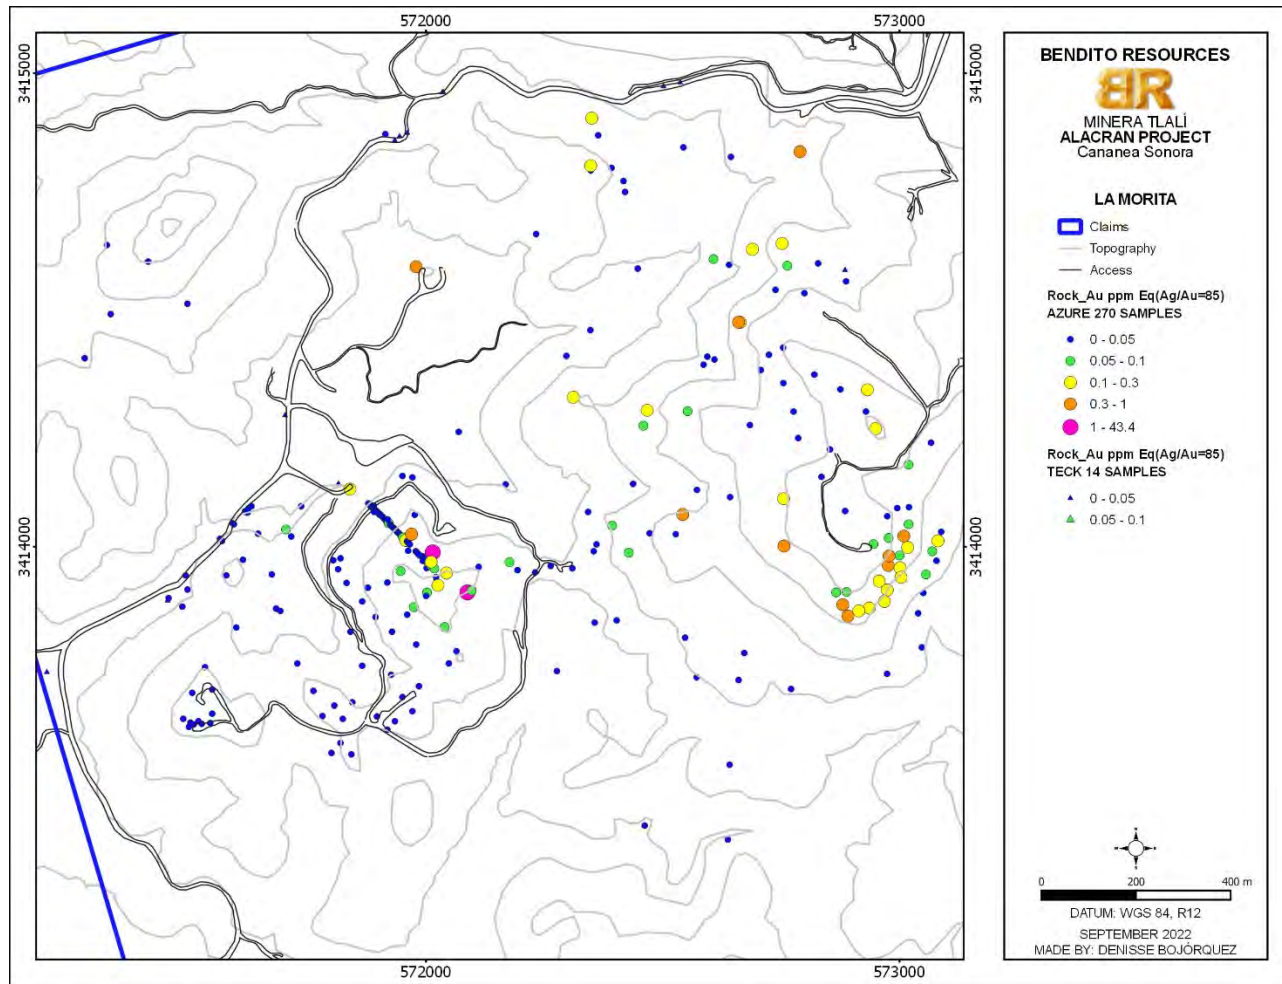 572000
573000
3415000
3415000
3414000
3414000
572000
573000
BENDITO RESOURCES
BR
MINERA TLALÍ
ALACRAN PROJECT
Cananea Sonora
LA MORITA
Claims
Topography
Access
Rock_Au ppm Eq(Ag/Au=85)
AZURE 270 SAMPLES
0 - 0.05
0.05 - 0.1
0.1 - 0.3
0.3 - 1
1 - 43.4
Rock_Au ppm Eq(Ag/Au=85)
TECK 14 SAMPLES
0 - 0.05
0.05 - 0.1
0 200 400 m
DATUM: WGS 84, R12
SEPTEMBER 2022
MADE BY: DENISSE BOJÓRQUEZ